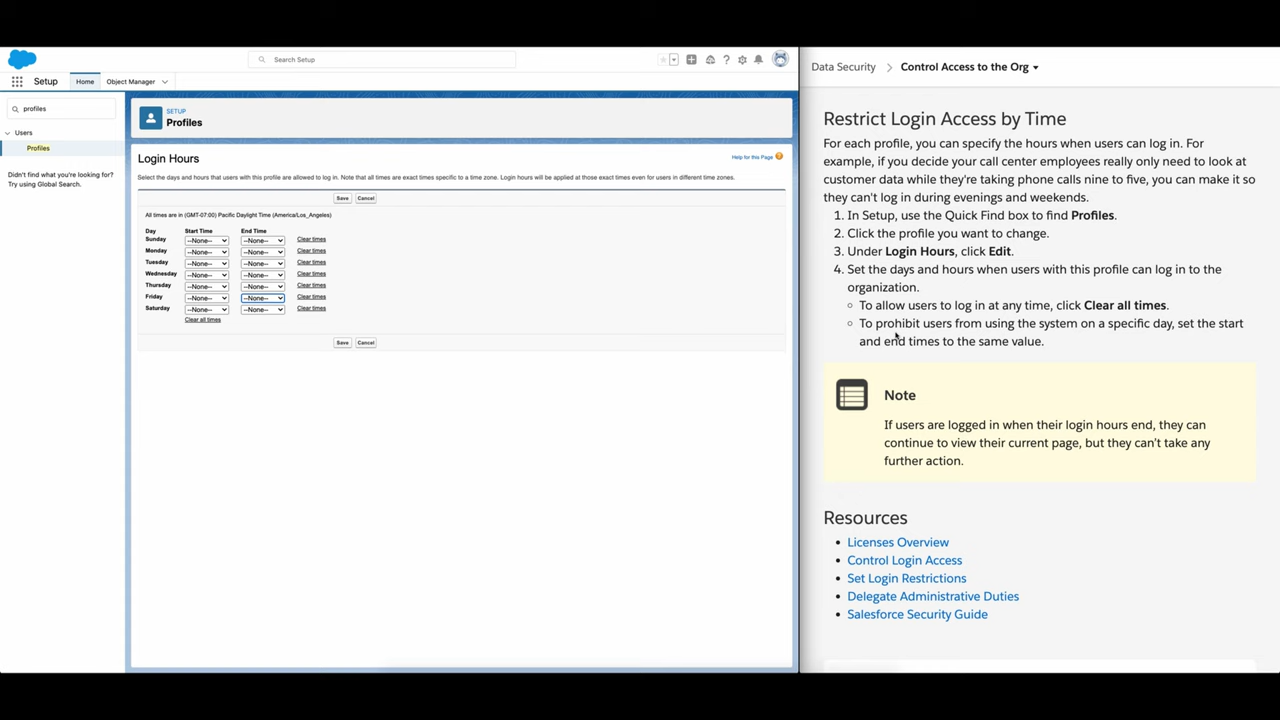 Search Setup
Setup
Home
Object Manager
profiles
Users
Profiles
Didn't find what you're looking for?
Try using Global Search.
SETUP
Profiles
Login Hours
Help for this Page
Select the days and hours that users with this profile are allowed to log in. Note that all times are exact times specific to a time zone. Login hours will be applied at those exact times even for users in different time zones.
Save Cancel
All times are in (GMT-07:00) Pacific Daylight Time (America/Los_Angeles)
Day Start Time End Time
Sunday --None-- --None-- Clear times
Monday --None-- --None-- Clear times
Tuesday --None-- --None-- Clear times
Wednesday --None-- --None-- Clear times
Thursday --None-- --None-- Clear times
Friday --None-- --None-- Clear times
Saturday --None-- --None-- Clear times
Clear all times
Save Cancel
Data Security > Control Access to the Org
Restrict Login Access by Time
For each profile, you can specify the hours when users can log in. For
example, if you decide your call center employees really only need to look at
customer data while they're taking phone calls nine to five, you can make it so
they can't log in during evenings and weekends.
1. In Setup, use the Quick Find box to find Profiles.
2. Click the profile you want to change.
3. Under Login Hours, click Edit.
4. Set the days and hours when users with this profile can log in to the
organization.
To allow users to log in at any time, click Clear all times.
To prohibit users from using the system on a specific day, set the start
and end times to the same value.
Note
If users are logged in when their login hours end, they can
continue to view their current page, but they can't take any
further action.
Resources
• Licenses Overview
• Control Login Access
• Set Login Restrictions
• Delegate Administrative Duties
• Salesforce Security Guide